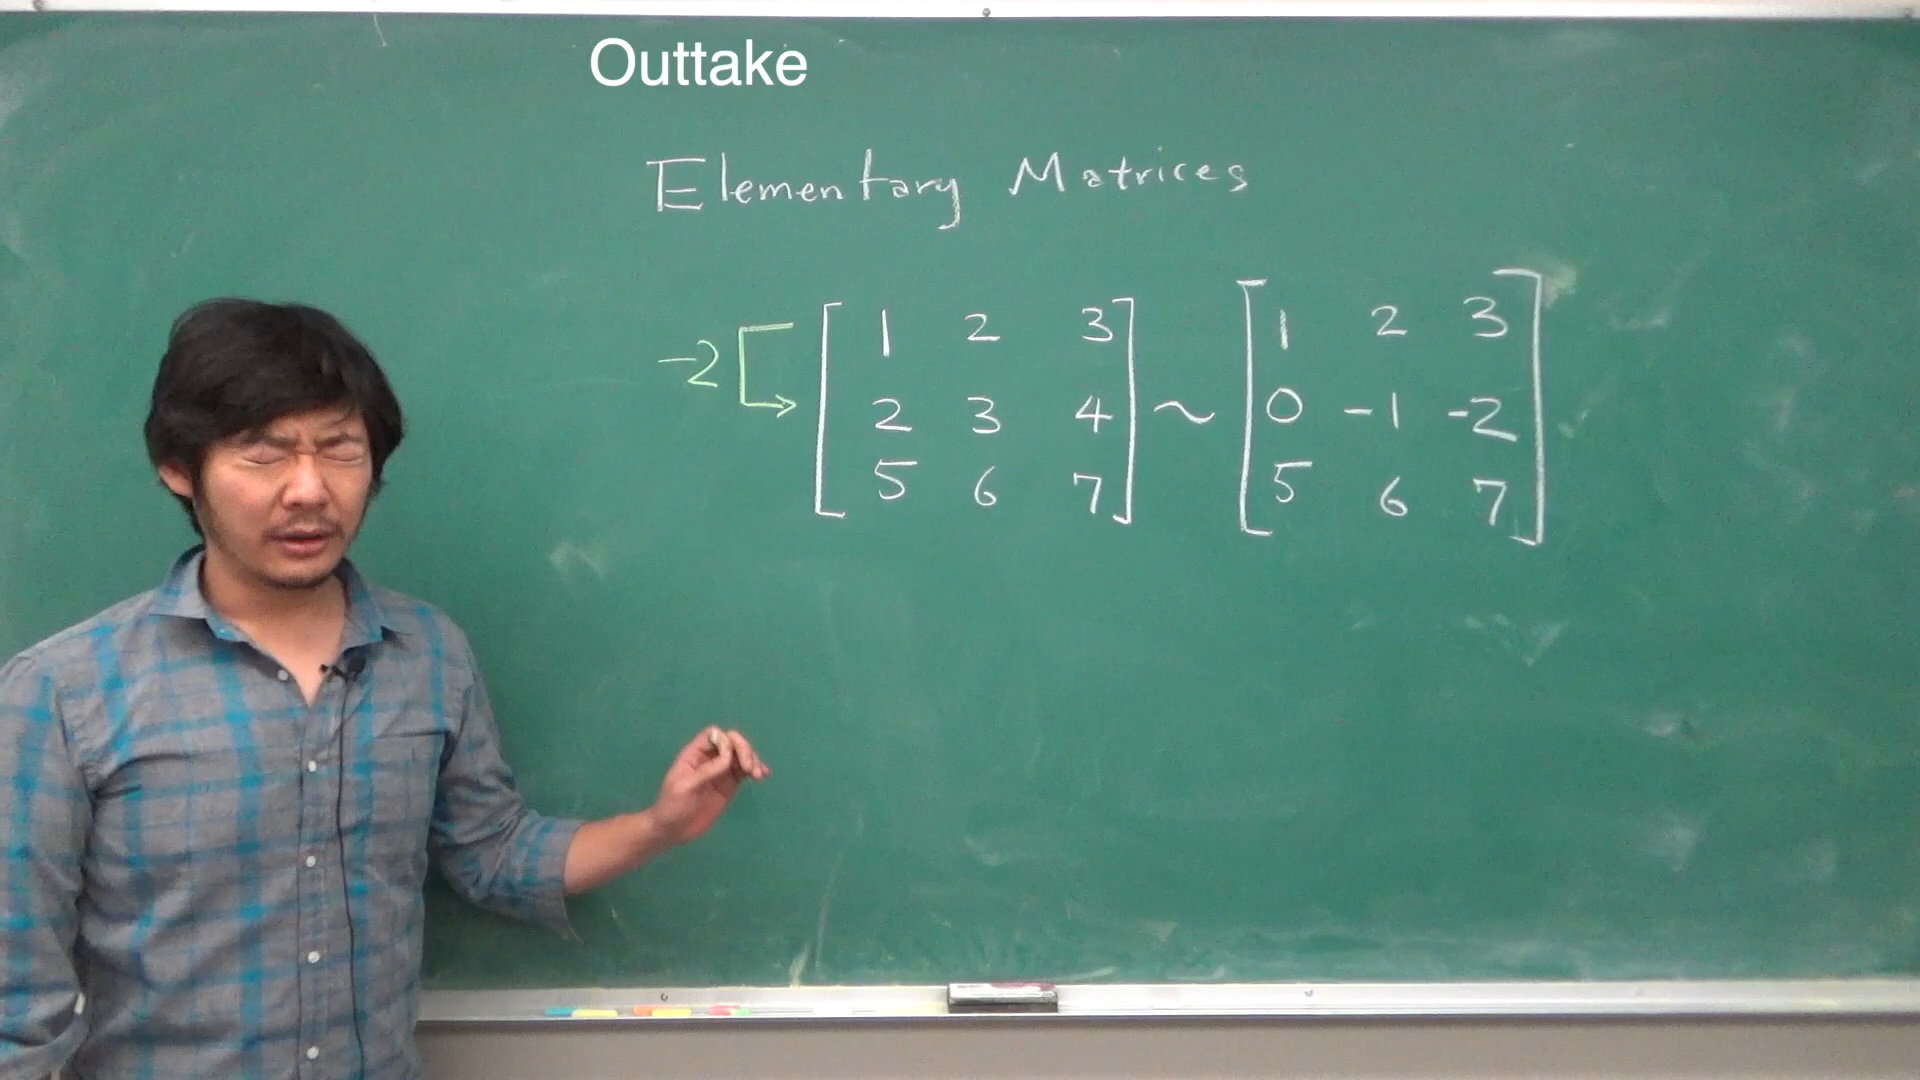 Outtake
Elementary Matrices
-2 [ 1 2 3 ] ~ [ 1 2 3 ]
[ 2 3 4 ] [ 0 -1 -2 ]
[ 5 6 7 ] [ 5 6 7 ]